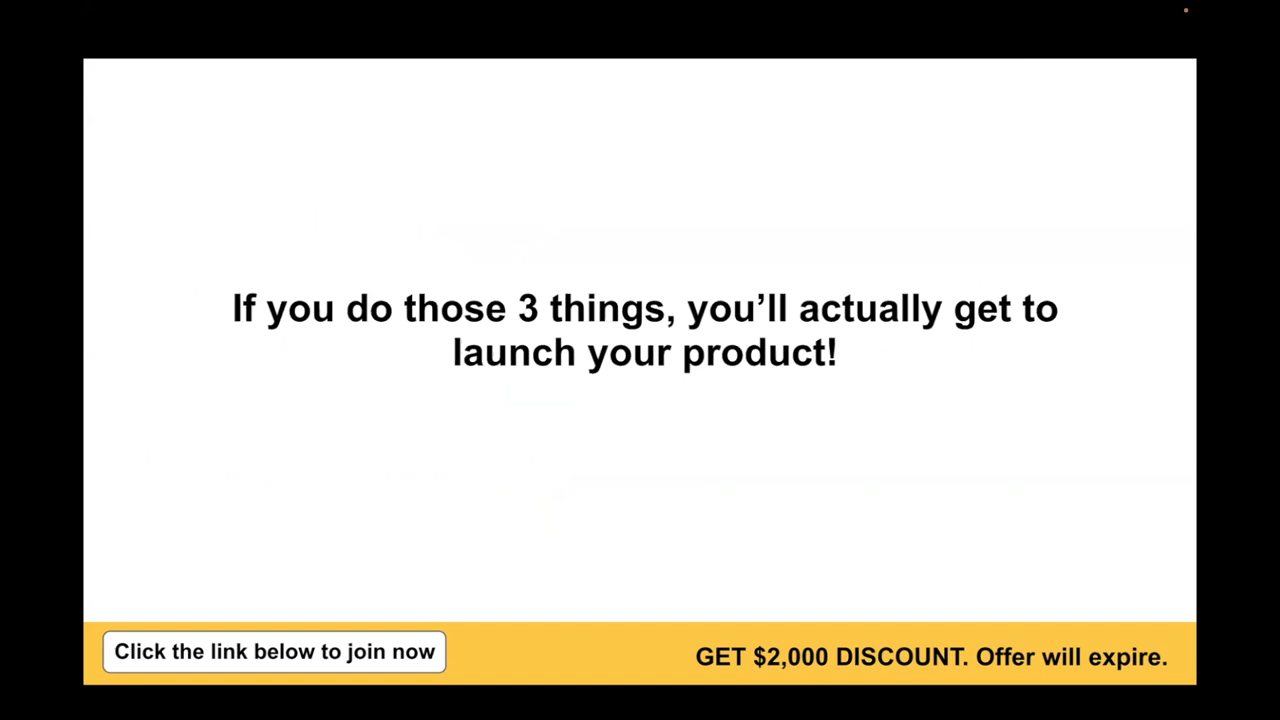 If you do those 3 things, you’ll actually get to
launch your product!
Click the link below to join now
GET $2,000 DISCOUNT. Offer will expire.